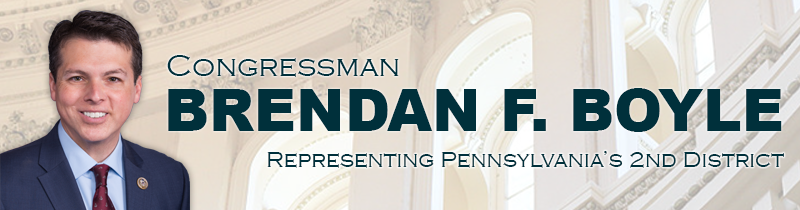 Congressman
BRENDAN F. BOYLE
Representing Pennsylvania's 2nd District